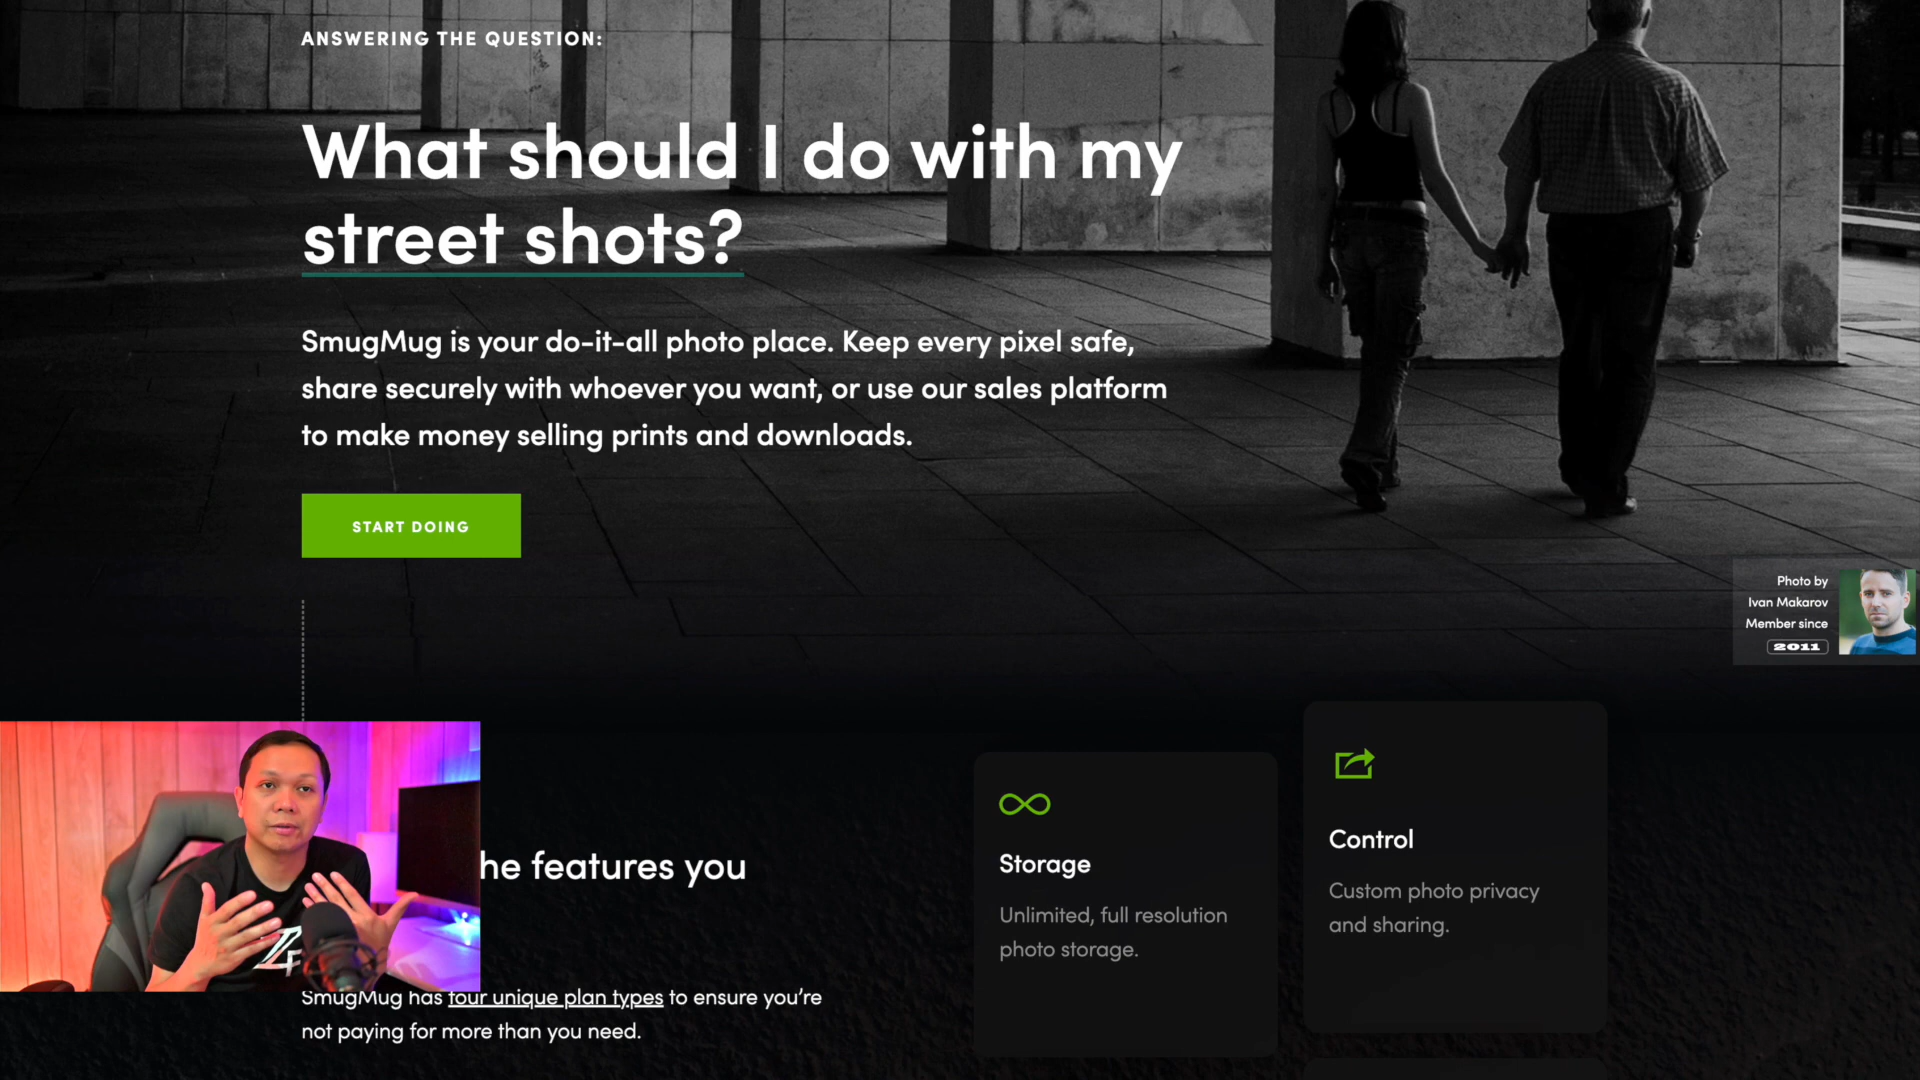 ANSWERING THE QUESTION:
What should I do with my
street shots?
SmugMug is your do-it-all photo place. Keep every pixel safe,
share securely with whoever you want, or use our sales platform
to make money selling prints and downloads.
START DOING
Photo by
Ivan Makarov
Member since
2011
he features you
SmugMug has four unique plan types to ensure you're
not paying for more than you need.
Storage
Unlimited, full resolution
photo storage.
Control
Custom photo privacy
and sharing.